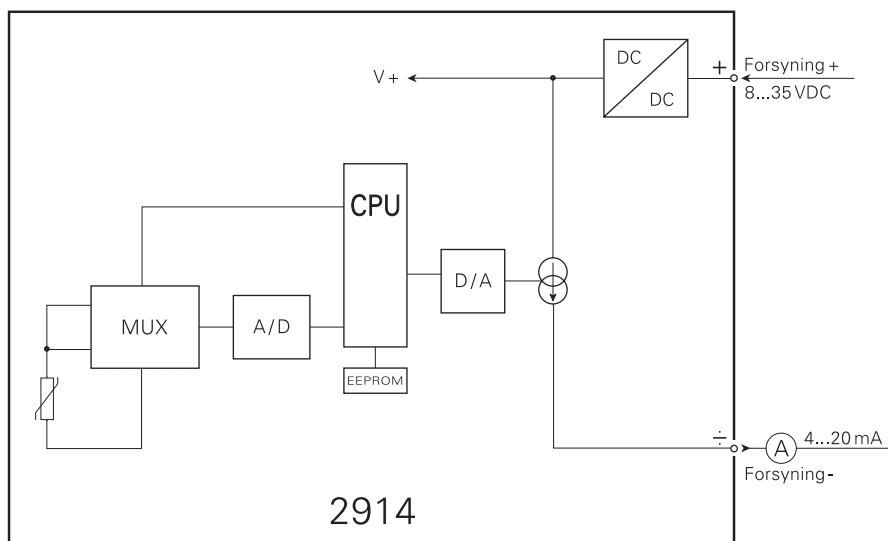 DC
DC
V+
+
Forsyning +
8...35 VDC
CPU
D/A
MUX
A/D
EEPROM
÷
A
4...20 mA
Forsyning-
2914